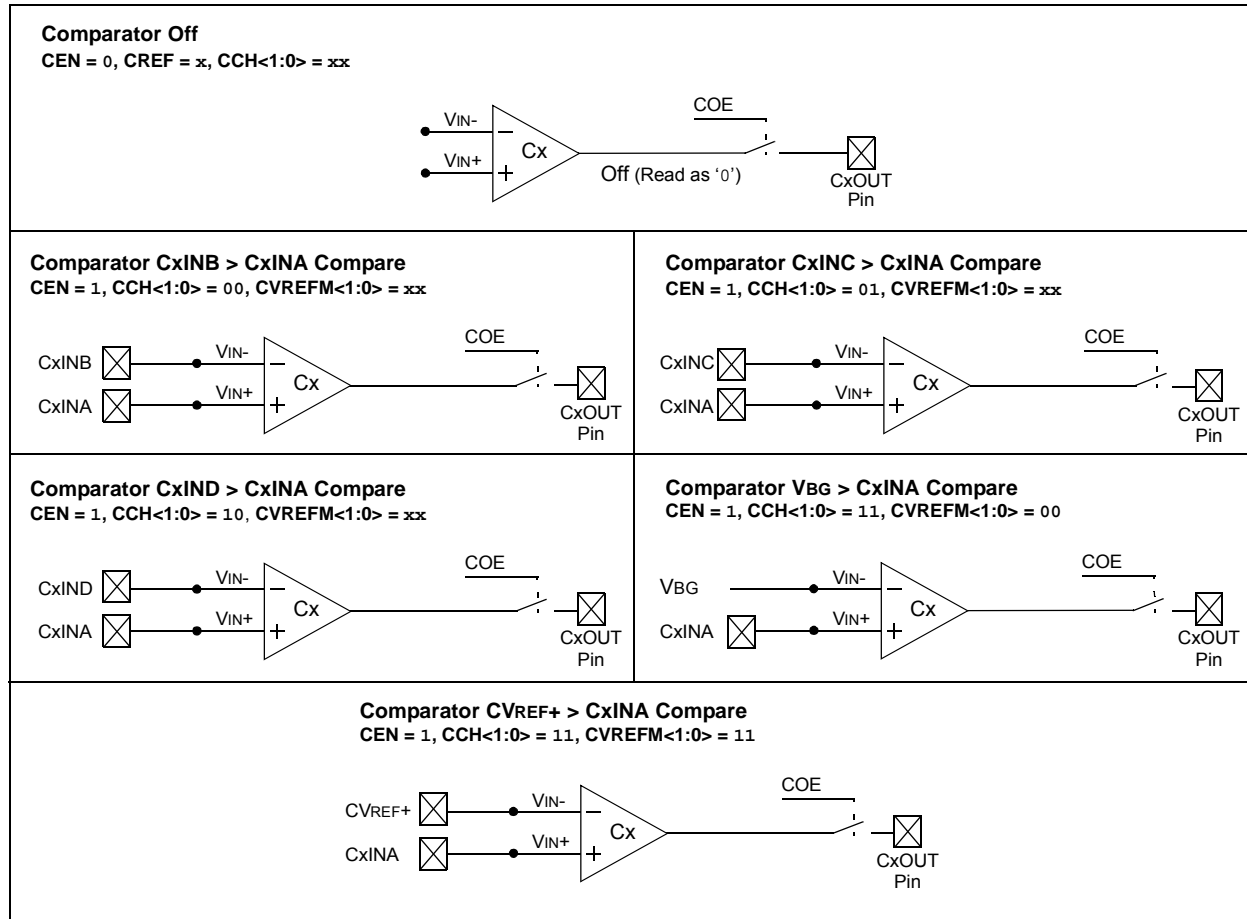 Comparator Off
CEN = 0, CREF = x, CCH<1:0> = xx
COE
VIN-
Cx
VIN+
Off (Read as ‘0’)
CxOUT
Pin
Comparator CxINB > CxINA Compare
CEN = 1, CCH<1:0> = 00, CVREFM<1:0> = xx
COE
CxINB
VIN-
Cx
CxINA
VIN+
CxOUT
Pin
Comparator CxINC > CxINA Compare
CEN = 1, CCH<1:0> = 01, CVREFM<1:0> = xx
COE
CxINC
VIN-
Cx
CxINA
VIN+
CxOUT
Pin
Comparator CxIND > CxINA Compare
CEN = 1, CCH<1:0> = 10, CVREFM<1:0> = xx
COE
CxIND
VIN-
Cx
CxINA
VIN+
CxOUT
Pin
Comparator VBG > CxINA Compare
CEN = 1, CCH<1:0> = 11, CVREFM<1:0> = 00
COE
VBG
VIN-
Cx
CxINA
VIN+
CxOUT
Pin
Comparator CVREF+ > CxINA Compare
CEN = 1, CCH<1:0> = 11, CVREFM<1:0> = 11
COE
CVREF+
VIN-
Cx
CxINA
VIN+
CxOUT
Pin